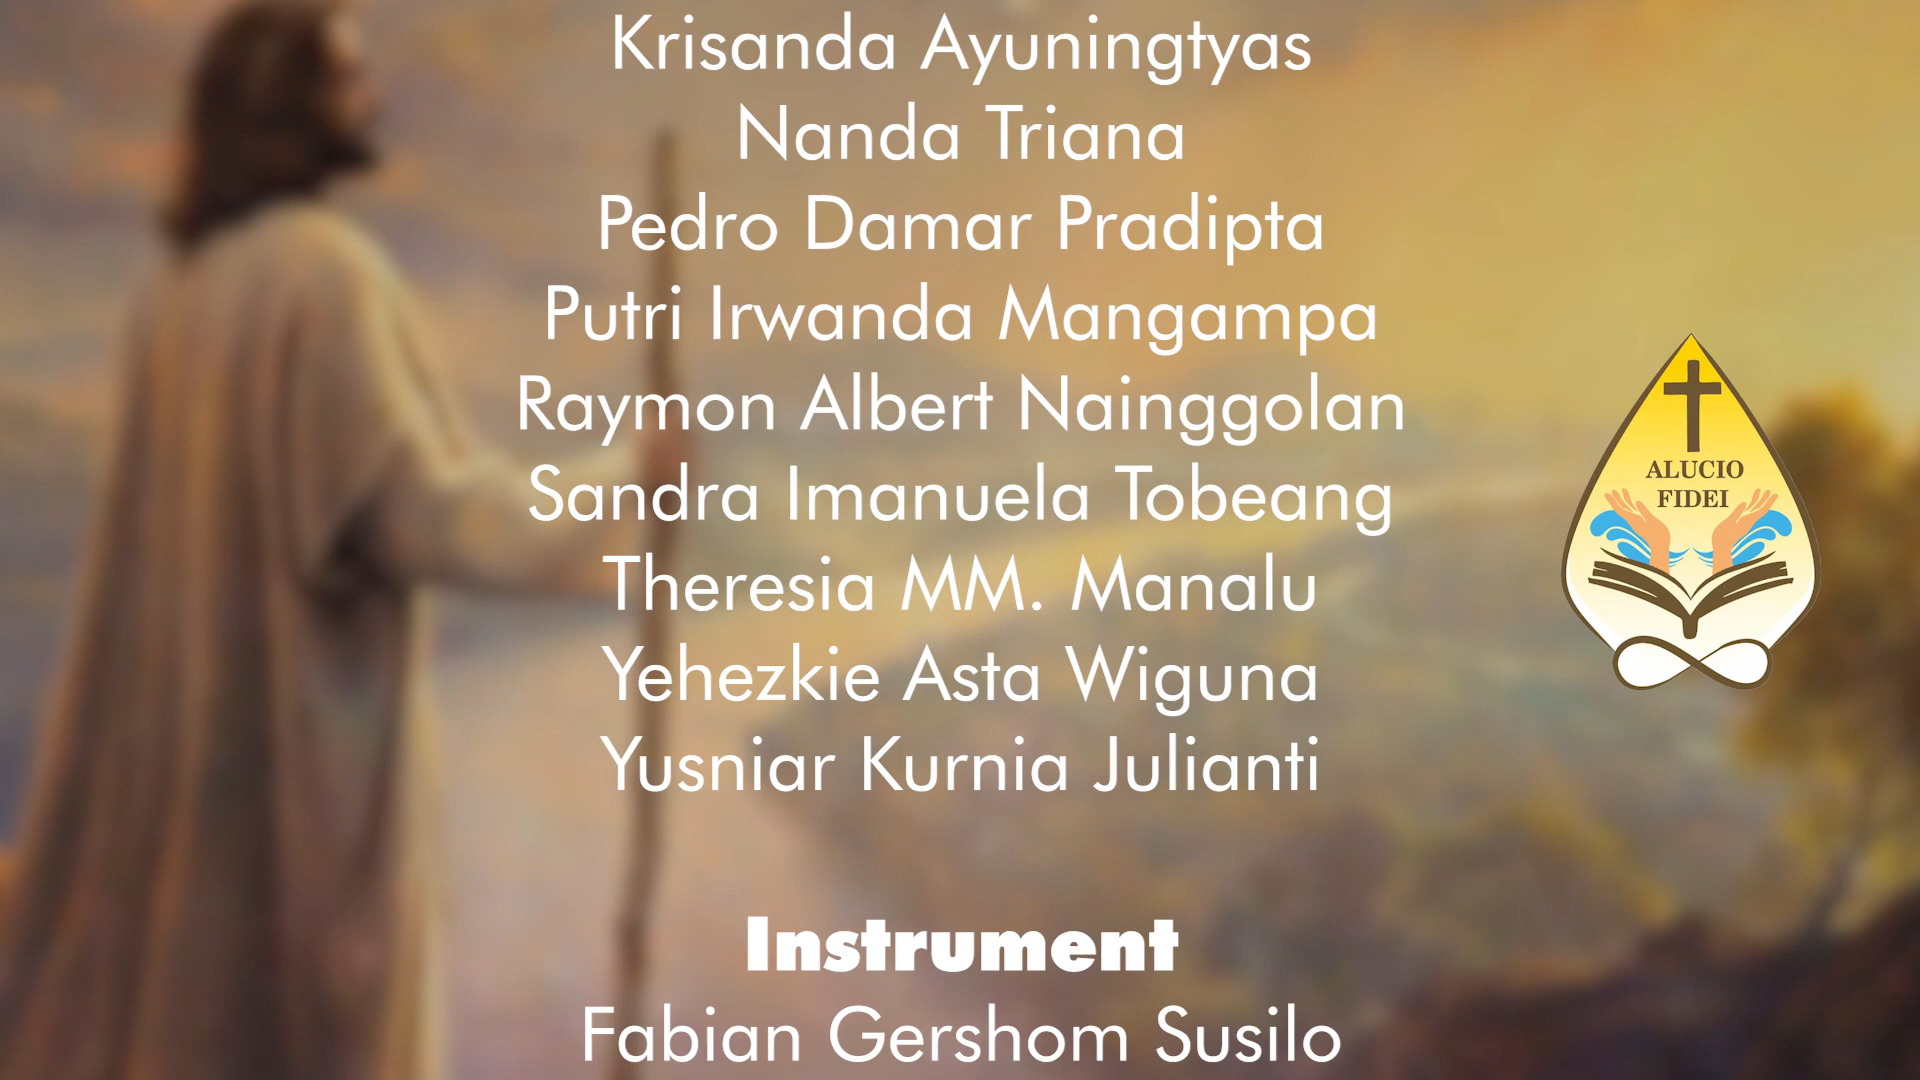 Krisanda Ayuningtyas
Nanda Triana
Pedro Damar Pradipta
Putri Irwanda Mangampa
Raymon Albert Nainggolan
Sandra Imanuela Tobeang
Theresia MM. Manalu
Yehezkie Asta Wiguna
Yusniar Kurnia Julianti
Instrument
Fabian Gershom Susilo
ALUCIO
FIDEI